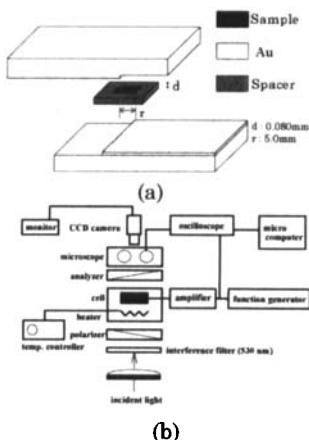 Sample
Au
Spacer
d
r
d : 0.080mm
r : 5.0mm
(a)
monitor
CCD camera
oscilloscope
micro
computer
microscope
analyzer
cell
amplifier
function generator
heater
temp. controller
polarizer
interference filter (530 nm)
incident light
(b)